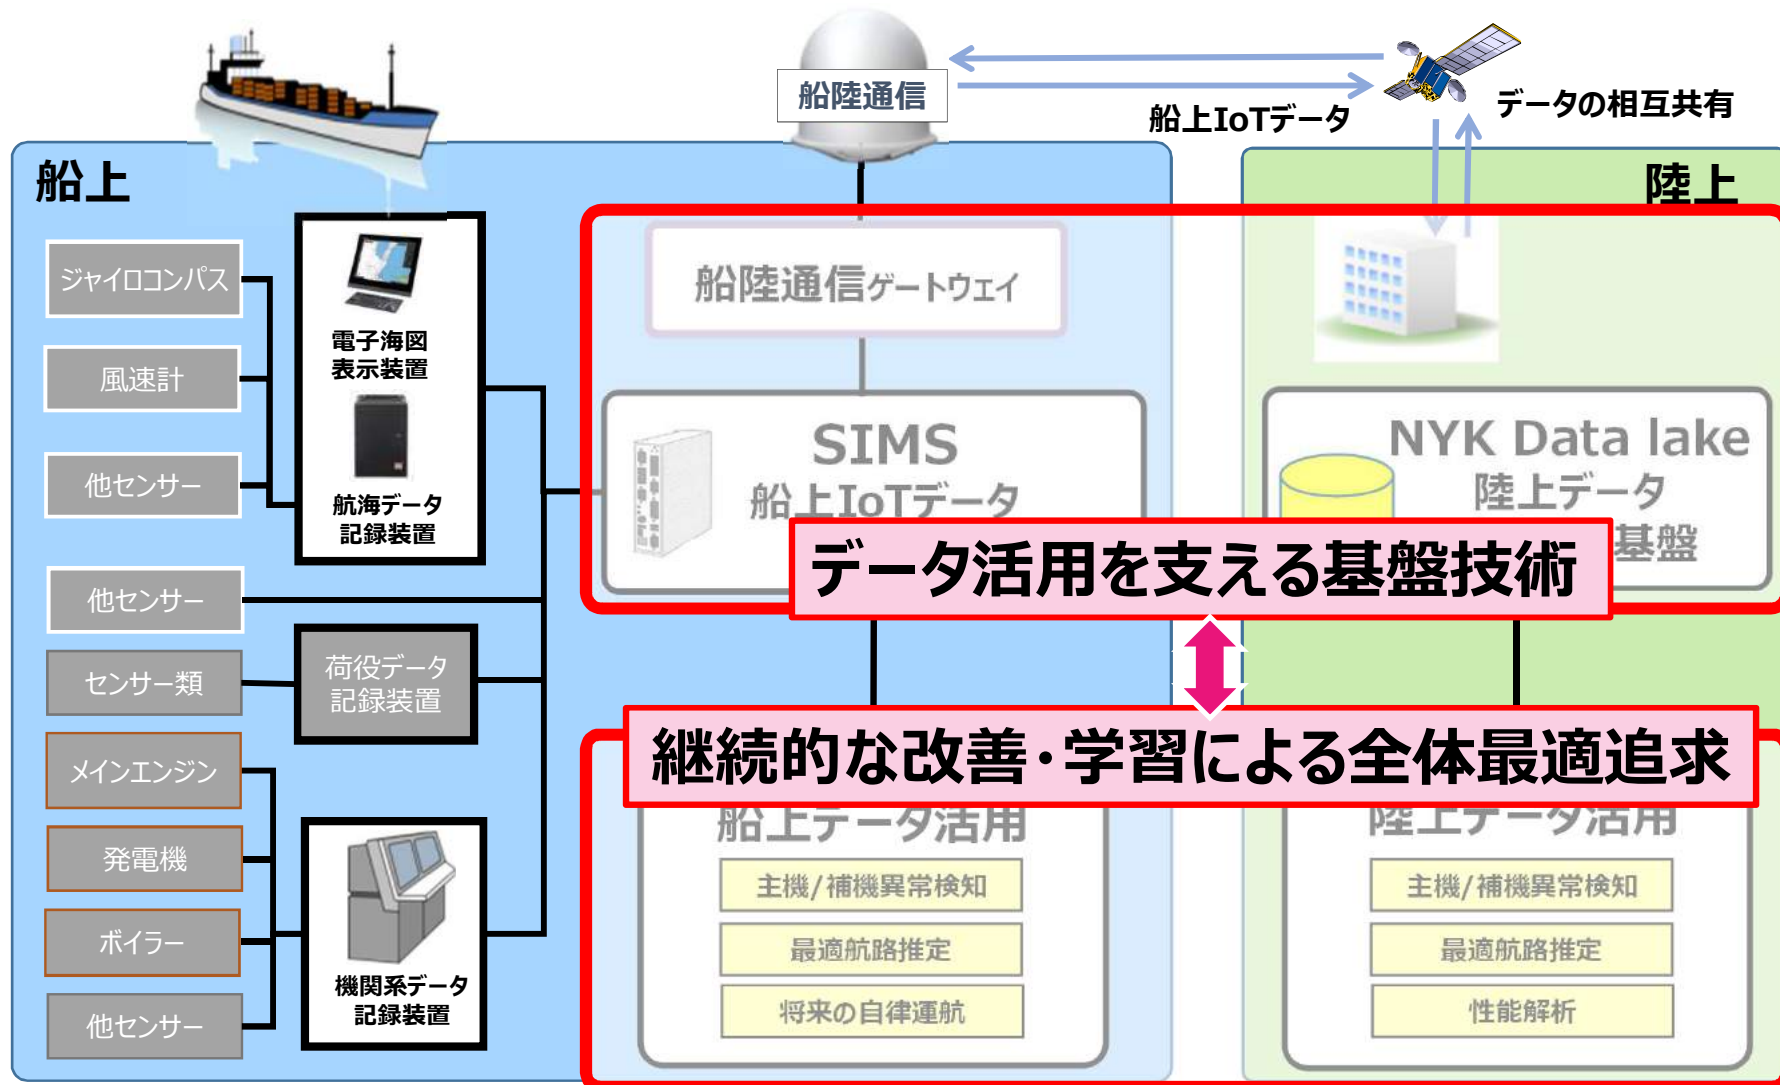 船陸通信
船上IoTデータ
データの相互共有
船上
陸上
ジャイロコンパス
風速計
他センサー
他センサー
センサー類
メインエンジン
発電機
ボイラー
他センサー
電子海図
表示装置
航海データ
記録装置
荷役データ
記録装置
機関系データ
記録装置
船陸通信ゲートウェイ
SIMS
船上IoTデータ
NYK Data lake
陸上データ
基盤
データ活用を支える基盤技術
継続的な改善・学習による全体最適追求
船上データ活用
主機/補機異常検知
最適航路推定
将来の自律運航
陸上データ活用
主機/補機異常検知
最適航路推定
性能解析